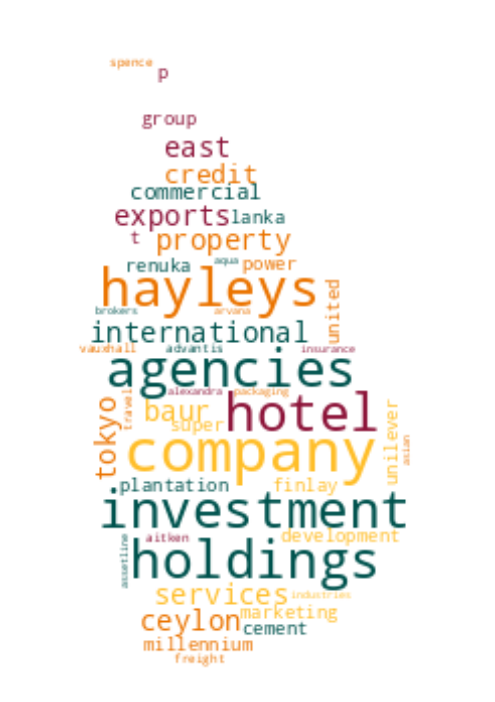 spence
p
group
east
credit
commercial
exports lanka
t property
renuka aqua power
hayleys
united
brokers arvana
international
vauxhall advantis insurance
agencies
alexandra packaging
travel
tokyo
baur hotel
super
unilever
asian
company
plantation finlay
investment
aitken development
assetline
holdings
services industries
ceylon marketing
cement
millennium
freight